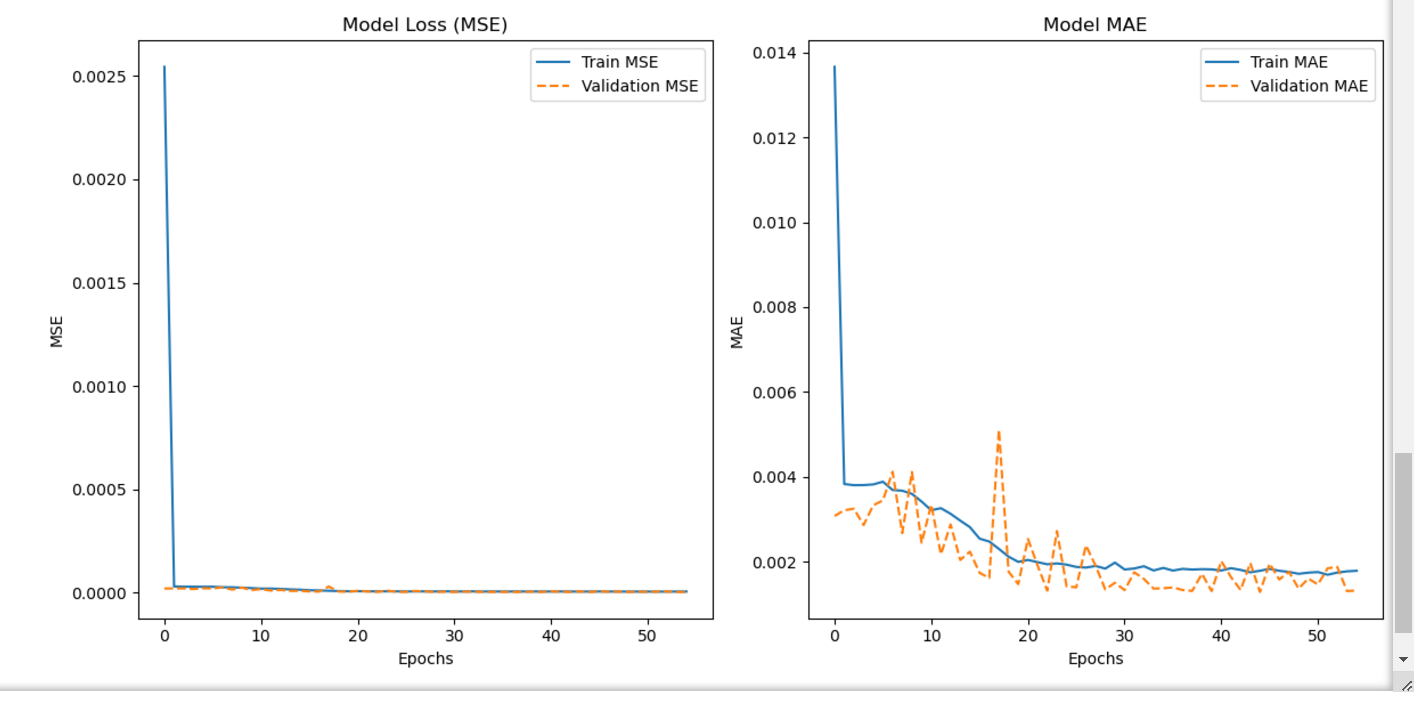 Model Loss (MSE)
Train MSE
Validation MSE
0.0025
0.0020
0.0015
0.0010
0.0005
0.0000
MSE
0
10
20
30
40
50
Epochs
Model MAE
Train MAE
Validation MAE
0.014
0.012
0.010
0.008
0.006
0.004
0.002
MAE
0
10
20
30
40
50
Epochs